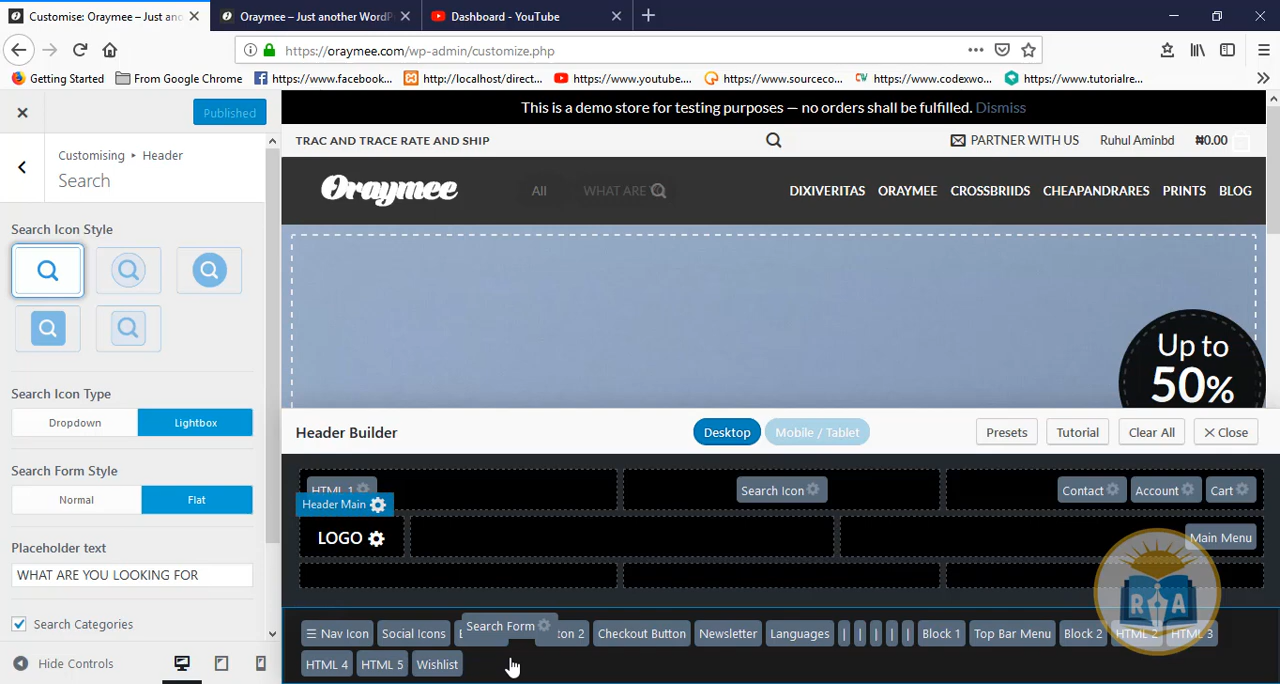 Customise: Oraymee — Just ano
Oraymee – Just another WordP
Dashboard - YouTube
https://oraymee.com/wp-admin/customize.php
Getting Started
From Google Chrome
https://www.facebook...
http://localhost/direct...
https://www.youtube....
https://www.sourceco...
https://www.codexwo...
https://www.tutorialre...
Published
This is a demo store for testing purposes — no orders shall be fulfilled. Dismiss
Customising ▸ Header
Search
TRAC AND TRACE RATE AND SHIP
PARTNER WITH US
Ruhul Aminbd
₦0.00
Oraymee
All
WHAT ARE
DIXIVERITAS ORAYMEE CROSSBRIIDS CHEAPANDRARES PRINTS BLOG
Search Icon Style
Up to
50%
Search Icon Type
Dropdown
Lightbox
Search Form Style
Normal
Flat
Placeholder text
WHAT ARE YOU LOOKING FOR
Search Categories
Hide Controls
Header Builder
Desktop
Mobile / Tablet
Presets
Tutorial
Clear All
Close
HTML 1
Search Icon
Contact
Account
Cart
Header Main
LOGO
Main Menu
R A
Search Form
Nav Icon
Social Icons
on 2
Checkout Button
Newsletter
Languages
|
|
|
|
|
Block 1
Top Bar Menu
Block 2
HTML 2
HTML 3
HTML 4
HTML 5
Wishlist